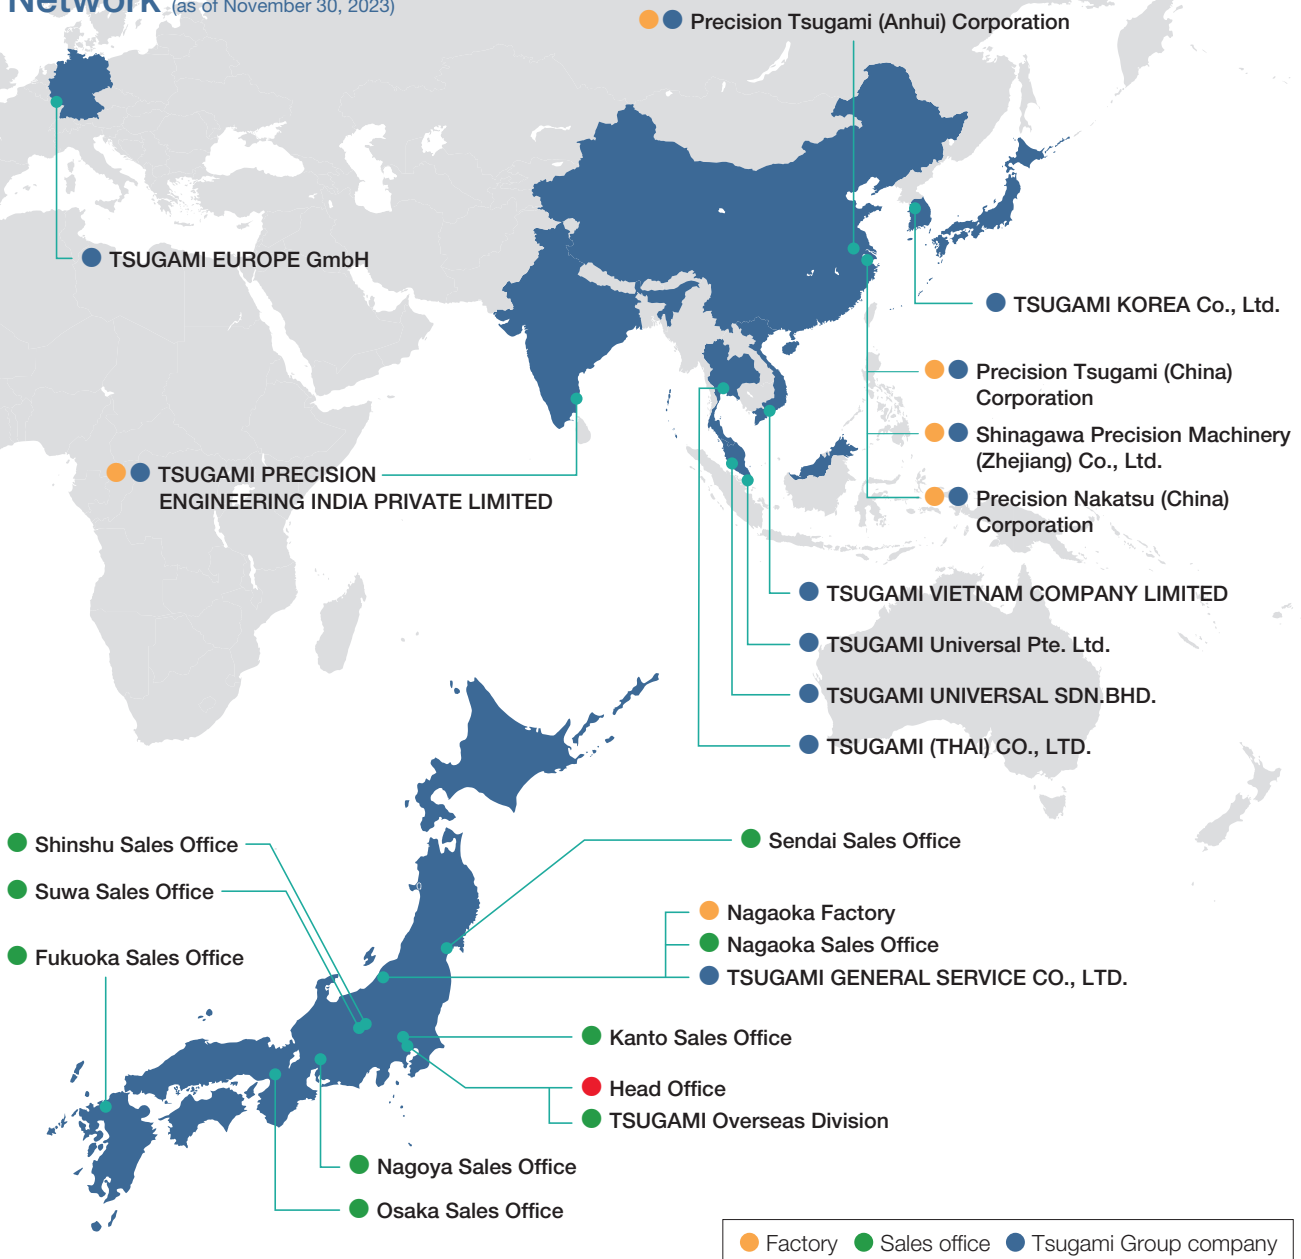 Network (as of November 30, 2023)
Precision Tsugami (Anhui) Corporation
TSUGAMI EUROPE GmbH
TSUGAMI KOREA Co., Ltd.
Precision Tsugami (China)
Corporation
Shinagawa Precision Machinery
(Zhejiang) Co., Ltd.
Precision Nakatsu (China)
Corporation
TSUGAMI PRECISION
ENGINEERING INDIA PRIVATE LIMITED
TSUGAMI VIETNAM COMPANY LIMITED
TSUGAMI Universal Pte. Ltd.
TSUGAMI UNIVERSAL SDN.BHD.
TSUGAMI (THAI) CO., LTD.
Shinshu Sales Office
Suwa Sales Office
Fukuoka Sales Office
Sendai Sales Office
Nagaoka Factory
Nagaoka Sales Office
TSUGAMI GENERAL SERVICE CO., LTD.
Kanto Sales Office
Head Office
TSUGAMI Overseas Division
Nagoya Sales Office
Osaka Sales Office
Factory Sales office Tsugami Group company